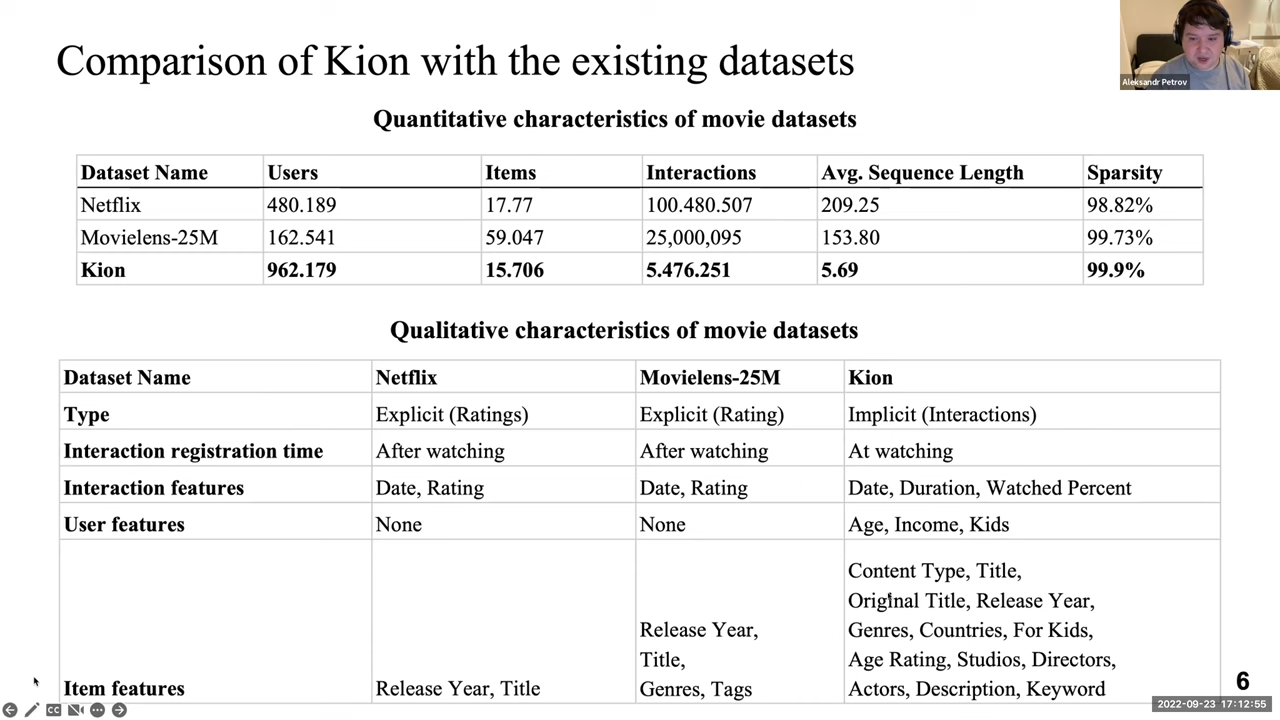 Comparison of Kion with the existing datasets
Aleksandr Petrov
Quantitative characteristics of movie datasets
Dataset Name Users Items Interactions Avg. Sequence Length Sparsity
Netflix 480.189 17.77 100.480.507 209.25 98.82%
Movielens-25M 162.541 59.047 25,000,095 153.80 99.73%
Kion 962.179 15.706 5.476.251 5.69 99.9%
Qualitative characteristics of movie datasets
Dataset Name Netflix Movielens-25M Kion
Type Explicit (Ratings) Explicit (Rating) Implicit (Interactions)
Interaction registration time After watching After watching At watching
Interaction features Date, Rating Date, Rating Date, Duration, Watched Percent
User features None None Age, Income, Kids
Content Type, Title,
Original Title, Release Year,
Release Year, Genres, Countries, For Kids,
Title, Age Rating, Studios, Directors,
Item features Release Year, Title Genres, Tags Actors, Description, Keyword
6
CC
2022-09-23 17:12:55